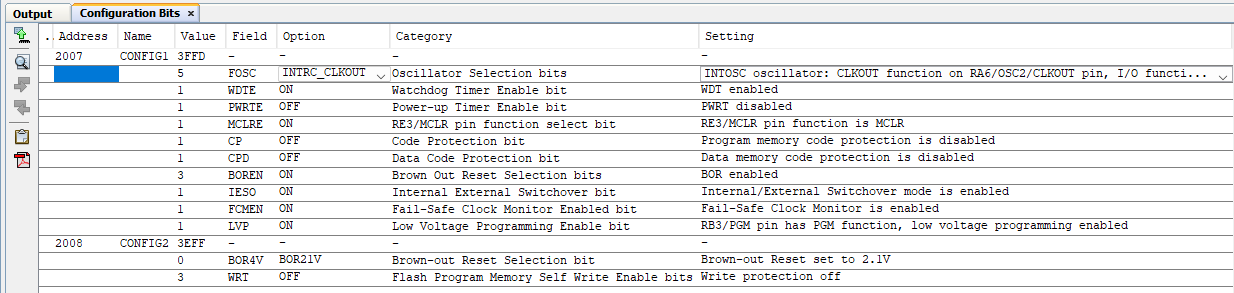 Output Configuration Bits ×
.. Address Name Value Field Option Category Setting
2007 CONFIG1 3FFD – – – –
5 FOSC INTRC_CLKOUT Oscillator Selection bits INTOSC oscillator: CLKOUT function on RA6/OSC2/CLKOUT pin, I/O functi...
1 WDTE ON Watchdog Timer Enable bit WDT enabled
1 PWRTE OFF Power-up Timer Enable bit PWRT disabled
1 MCLRE ON RE3/MCLR pin function select bit RE3/MCLR pin function is MCLR
1 CP OFF Code Protection bit Program memory code protection is disabled
1 CPD OFF Data Code Protection bit Data memory code protection is disabled
3 BOREN ON Brown Out Reset Selection bits BOR enabled
1 IESO ON Internal External Switchover bit Internal/External Switchover mode is enabled
1 FCMEN ON Fail-Safe Clock Monitor Enabled bit Fail-Safe Clock Monitor is enabled
1 LVP ON Low Voltage Programming Enable bit RB3/PGM pin has PGM function, low voltage programming enabled
2008 CONFIG2 3EFF – – – –
0 BOR4V BOR21V Brown-out Reset Selection bit Brown-out Reset set to 2.1V
3 WRT OFF Flash Program Memory Self Write Enable bits Write protection off